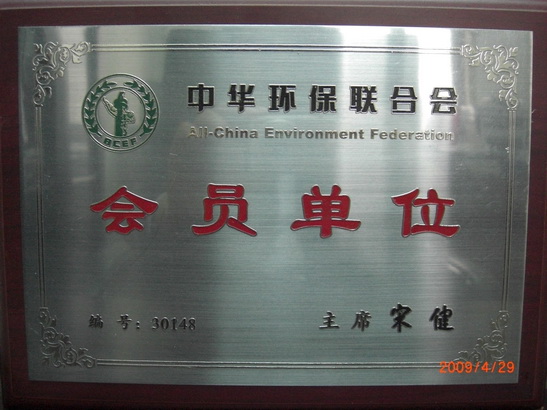 中华环保联合会
All-China Environment Federation
ACEF
会员单位
编号：30148
主席 宋健
2009/4/29